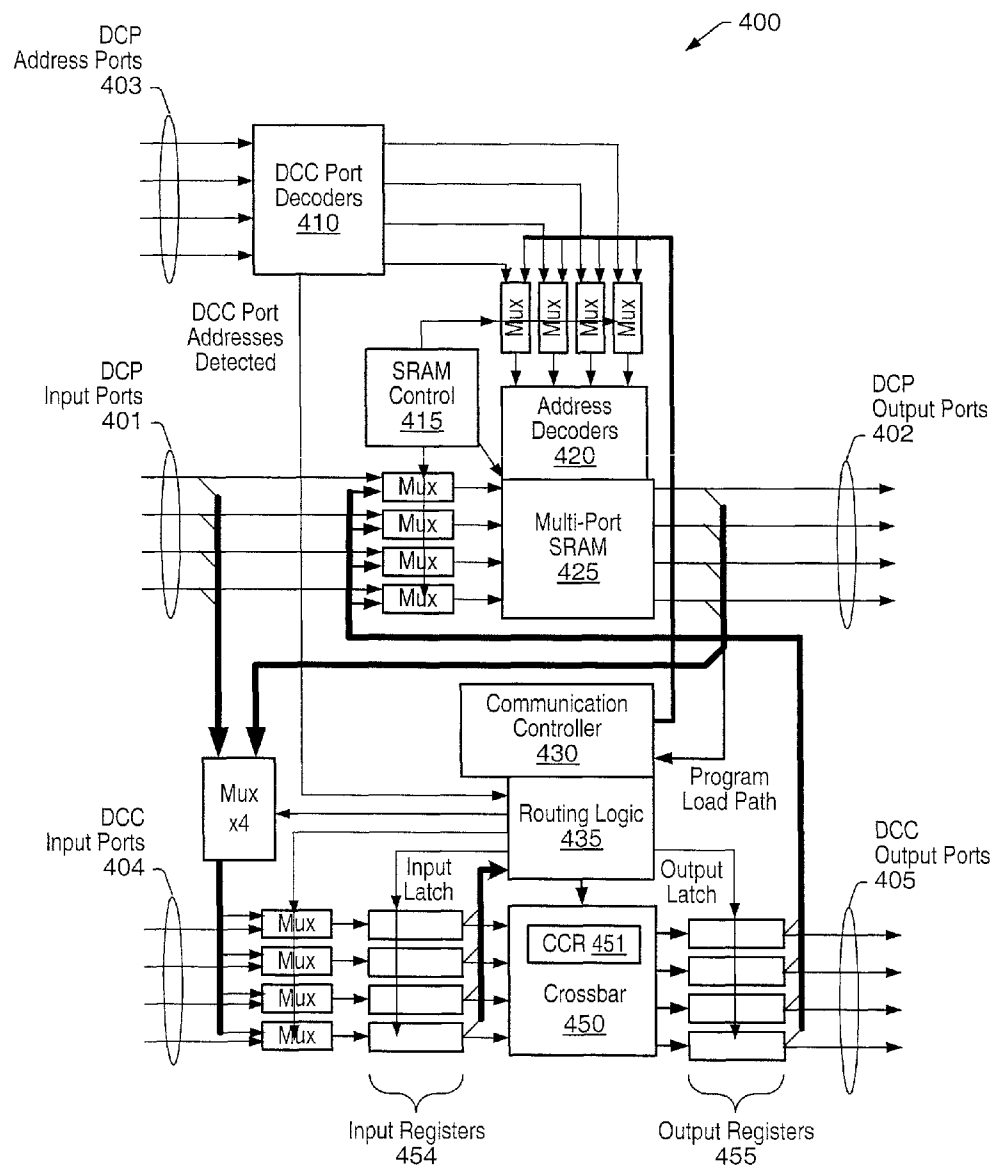 400
DCP
Address Ports
403
DCC Port
Decoders
410
DCC Port
Addresses
Detected
Mux
Mux
Mux
Mux
SRAM
Control
415
Address
Decoders
420
DCP
Input Ports
401
DCP
Output Ports
402
Mux
Mux
Mux
Mux
Multi-Port
SRAM
425
Communication
Controller
430
Program
Load Path
Mux
x4
Routing Logic
435
DCC
Input Ports
404
Input
Latch
Output
Latch
DCC
Output Ports
405
Mux
Mux
Mux
Mux
CCR 451
Crossbar
450
Input Registers
454
Output Registers
455